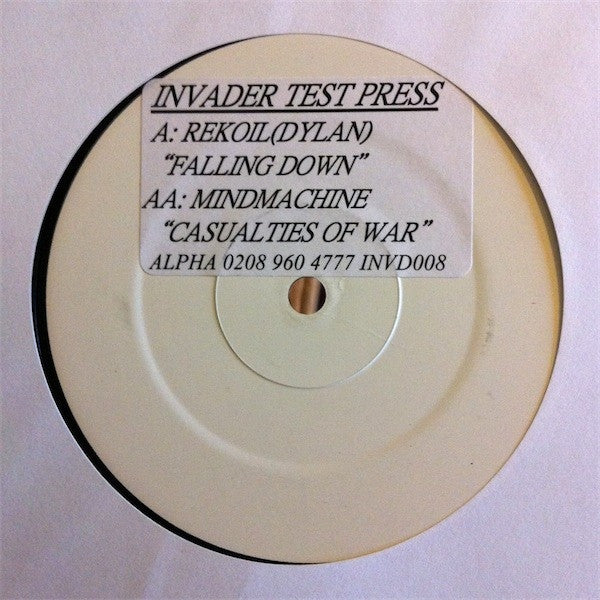 INVADER TEST PRESS
A: REKOIL(DYLAN)
"FALLING DOWN"
AA: MINDMACHINE
"CASUALTIES OF WAR"
ALPHA 0208 960 4777 INVD008